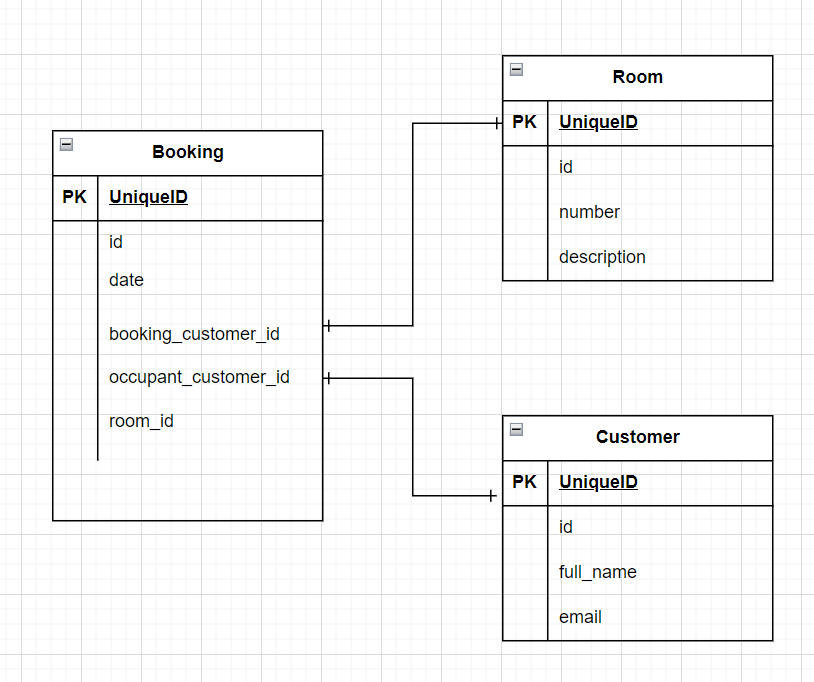 Booking
PK UniqueID
id
date
booking_customer_id
occupant_customer_id
room_id
Room
PK UniqueID
id
number
description
Customer
PK UniqueID
id
full_name
email